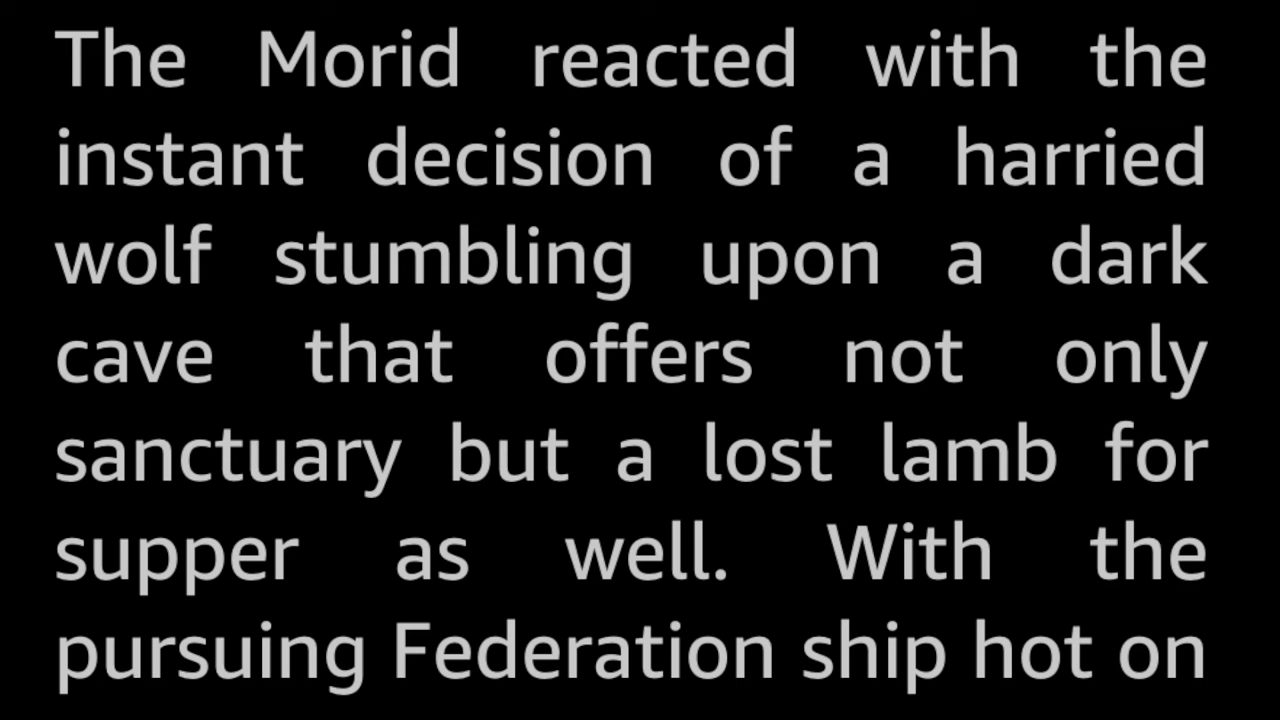 The Morid reacted with the
instant decision of a harried
wolf stumbling upon a dark
cave that offers not only
sanctuary but a lost lamb for
supper as well. With the
pursuing Federation ship hot on